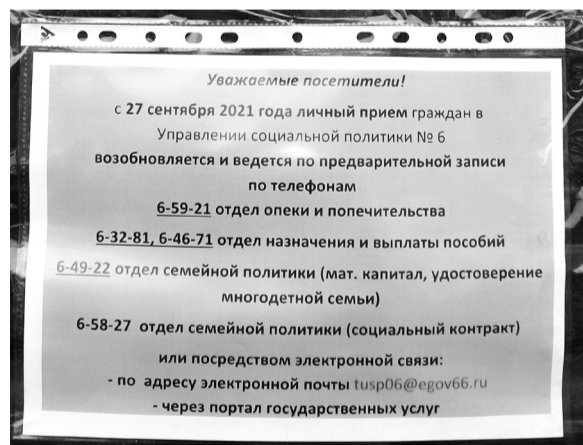 Уважаемые посетители!
с 27 сентября 2021 года личный прием граждан в
Управлении социальной политики № 6
возобновляется и ведется по предварительной записи
по телефонам
6-59-21 отдел опеки и попечительства
6-32-81, 6-46-71 отдел назначения и выплаты пособий
6-49-22 отдел семейной политики (мат. капитал, удостоверение
многодетной семьи)
6-58-27 отдел семейной политики (социальный контракт)
или посредством электронной связи:
- по адресу электронной почты tusp06@egov66.ru
- через портал государственных услуг